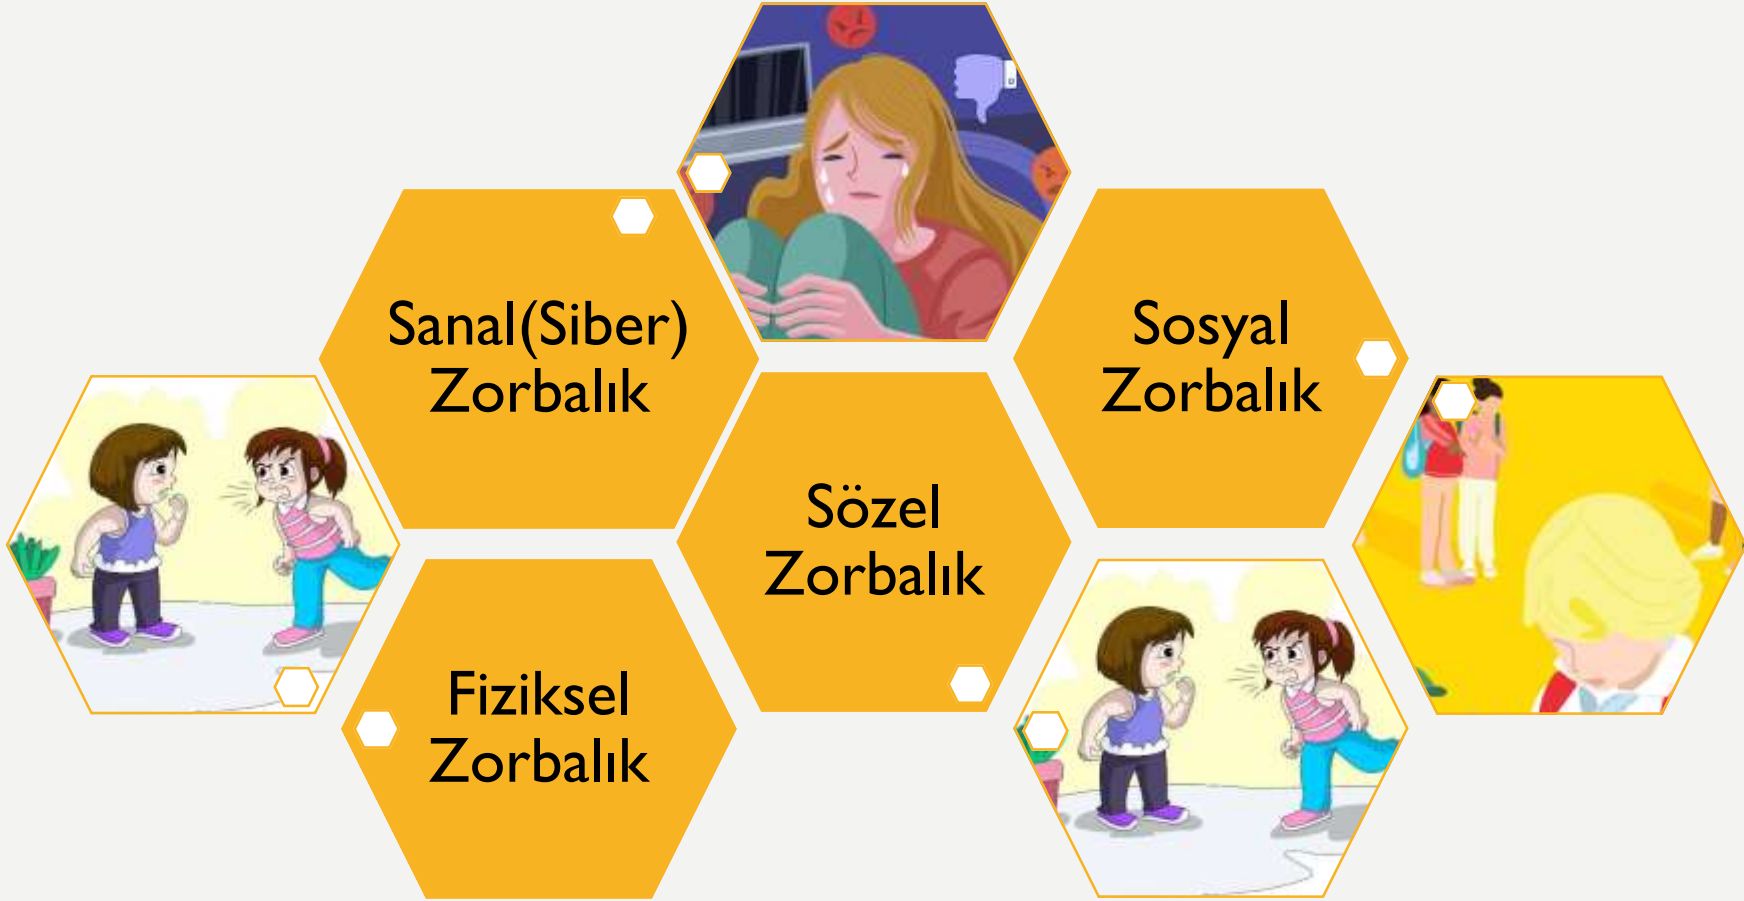 Sanal(Siber)
Zorbalık
Sosyal
Zorbalık
Sözel
Zorbalık
Fiziksel
Zorbalık